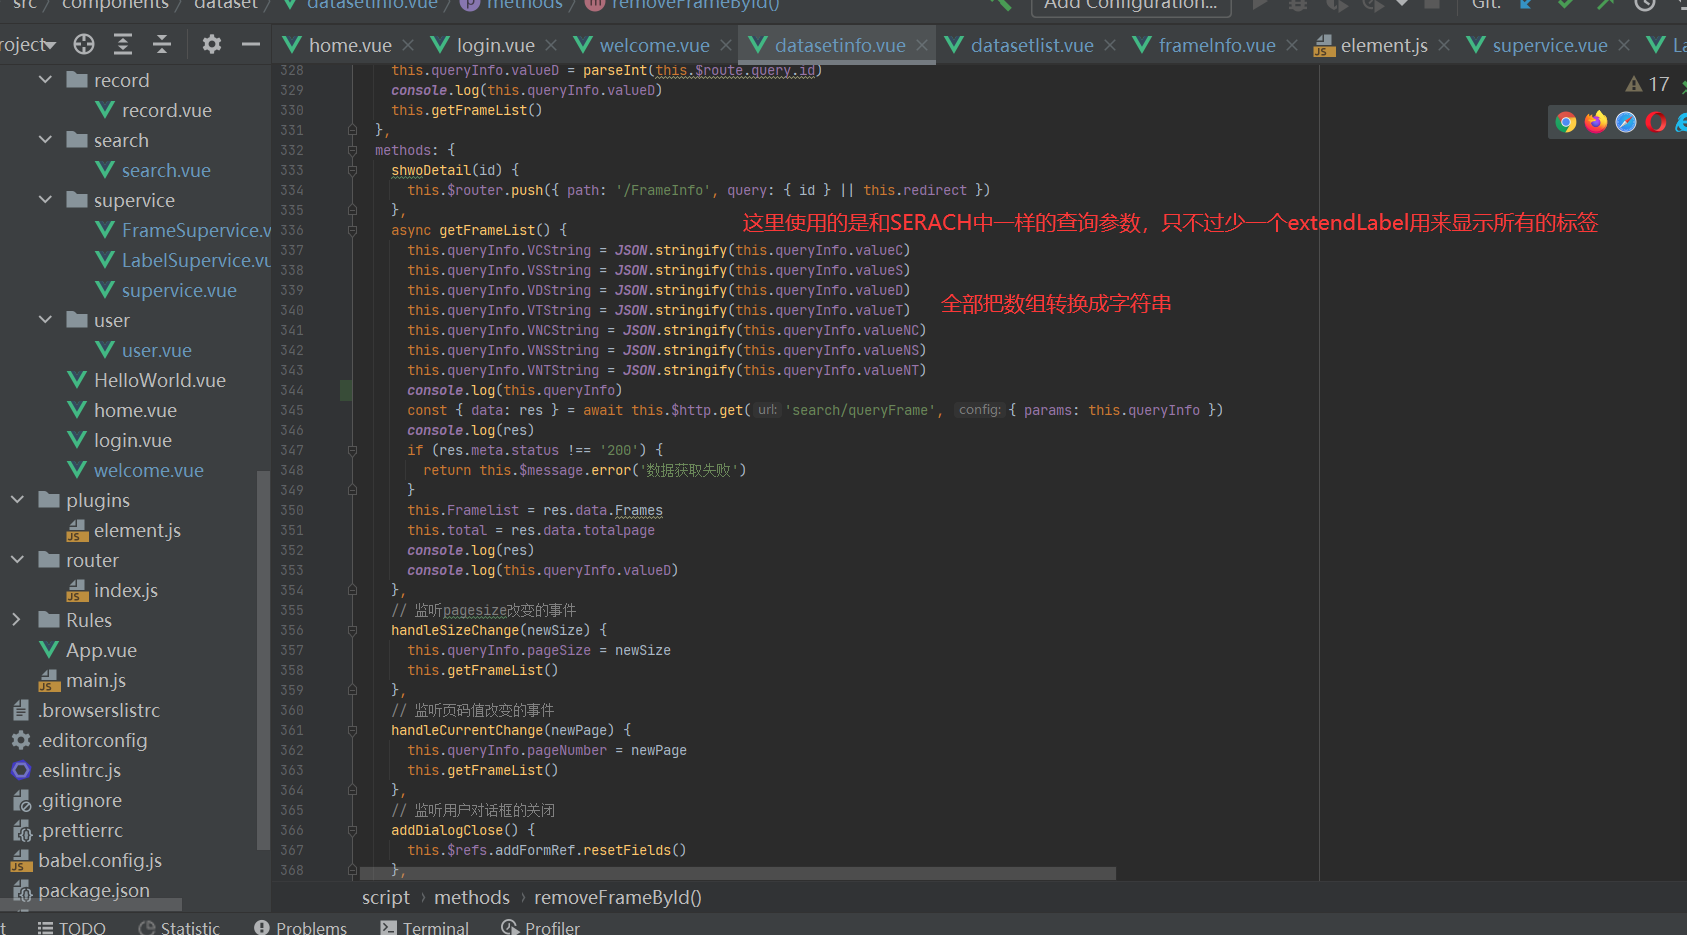 src / components / dataset / datasetinfo.vue / methods / removeFrameById()
Add Configuration...
Git:
roject
home.vue
login.vue
welcome.vue
datasetinfo.vue
datasetlist.vue
frameInfo.vue
element.js
supervice.vue
La
record
record.vue
search
search.vue
supervice
FrameSupervice.v
LabelSupervice.vu
supervice.vue
user
user.vue
HelloWorld.vue
home.vue
login.vue
welcome.vue
plugins
element.js
router
index.js
Rules
App.vue
main.js
.browserslistrc
.editorconfig
.eslintrc.js
.gitignore
.prettierrc
babel.config.js
package.json
17
328 this.queryInfo.valueD = parseInt(this.$route.query.id)
329 console.log(this.queryInfo.valueD)
330 this.getFrameList()
331 },
332 methods: {
333 shwoDetail(id) {
334 this.$router.push({ path: '/FrameInfo', query: { id } || this.redirect })
335 },
这里使用的是和SERACH中一样的查询参数，只不过少一个extendLabel用来显示所有的标签
336 async getFrameList() {
337 this.queryInfo.VCString = JSON.stringify(this.queryInfo.valueC)
338 this.queryInfo.VSString = JSON.stringify(this.queryInfo.valueS)
339 this.queryInfo.VDString = JSON.stringify(this.queryInfo.valueD)
全部把数组转换成字符串
340 this.queryInfo.VTString = JSON.stringify(this.queryInfo.valueT)
341 this.queryInfo.VNCString = JSON.stringify(this.queryInfo.valueNC)
342 this.queryInfo.VNSString = JSON.stringify(this.queryInfo.valueNS)
343 this.queryInfo.VNTString = JSON.stringify(this.queryInfo.valueNT)
344 console.log(this.queryInfo)
345 const { data: res } = await this.$http.get( url: 'search/queryFrame', config: { params: this.queryInfo })
346 console.log(res)
347 if (res.meta.status !== '200') {
348 return this.$message.error('数据获取失败')
349 }
350 this.Framelist = res.data.Frames
351 this.total = res.data.totalpage
352 console.log(res)
353 console.log(this.queryInfo.valueD)
354 },
355 // 监听pagesize改变的事件
356 handleSizeChange(newSize) {
357 this.queryInfo.pageSize = newSize
358 this.getFrameList()
359 },
360 // 监听页码值改变的事件
361 handleCurrentChange(newPage) {
362 this.queryInfo.pageNumber = newPage
363 this.getFrameList()
364 },
365 // 监听用户对话框的关闭
366 addDialogClose() {
367 this.$refs.addFormRef.resetFields()
368 },
script › methods › removeFrameById()
t
TODO
Statistic
Problems
Terminal
Profiler